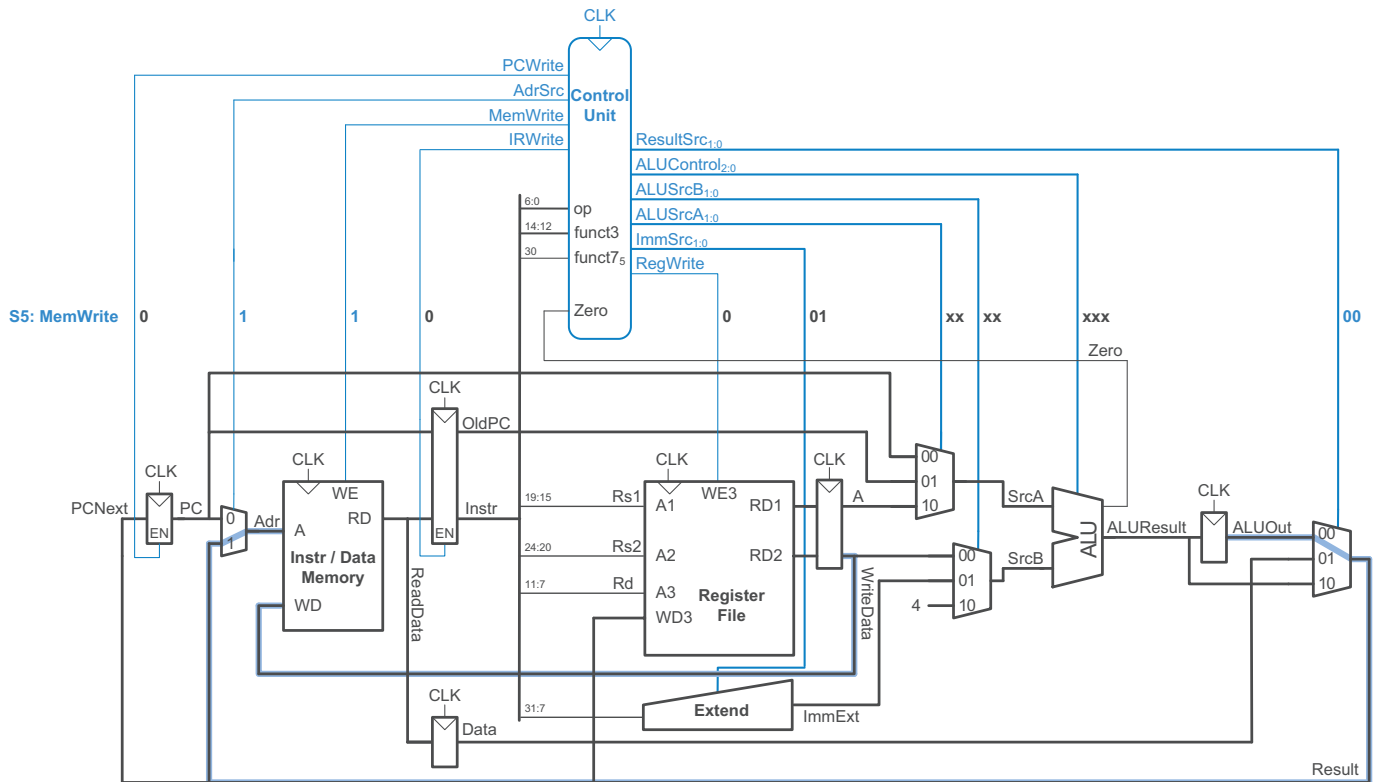 CLK
PCWrite
AdrSrc
MemWrite
IRWrite
Control
Unit
ResultSrc1:0
ALUControl2:0
ALUSrcB1:0
ALUSrcA1:0
ImmSrc1:0
RegWrite
6:0 op
14:12 funct3
30 funct75
Zero
S5: MemWrite 0 1 1 0 0 01 xx xx xxx 00
Zero
CLK
OldPC
CLK CLK CLK CLK CLK
PCNext PC EN
0
1
Adr
WE
A RD
Instr / Data
Memory
WD
EN
Instr
ReadData
19:15 Rs1
24:20 Rs2
11:7 Rd
A1 WE3 RD1
A2 RD2
A3
WD3
Register
File
A
WriteData
00
01
10
SrcA
00
01
4 10
SrcB
ALU
ALUResult
ALUOut
00
01
10
31:7 Extend ImmExt
CLK
Data
Result